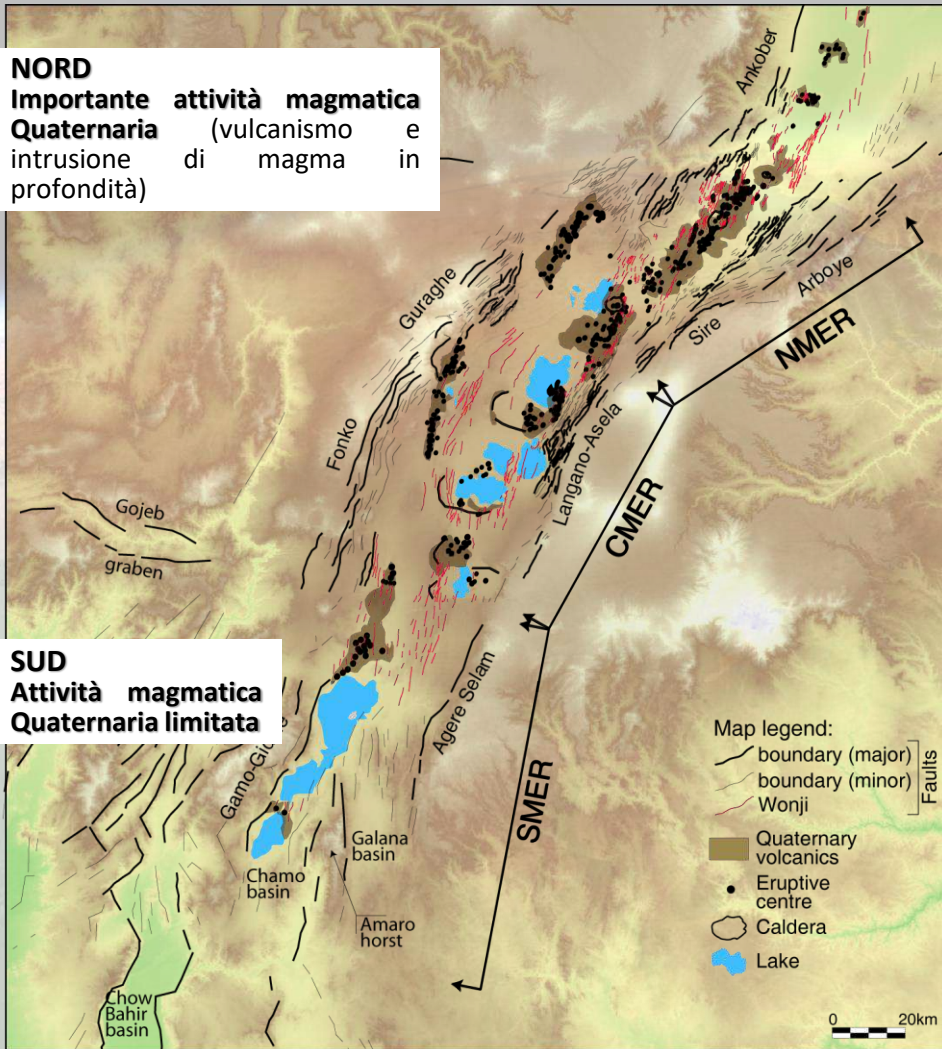 NORD
Importante attività magmatica
Quaternaria (vulcanismo e
intrusione di magma in
profondità)
Ankober
Guraghe
Arboye
Sire
NMER
Fonko
Langano-Asela
CMER
Gojeb
graben
SUD
Attività magmatica
Quaternaria limitata
Agere Selam
SMER
Galana
basin
Chamo
basin
Amaro
horst
Chow
Bahir
basin
Map legend:
boundary (major)
boundary (minor)
Wonji
Faults
Quaternary
volcanics
Eruptive
centre
Caldera
Lake
0 20km